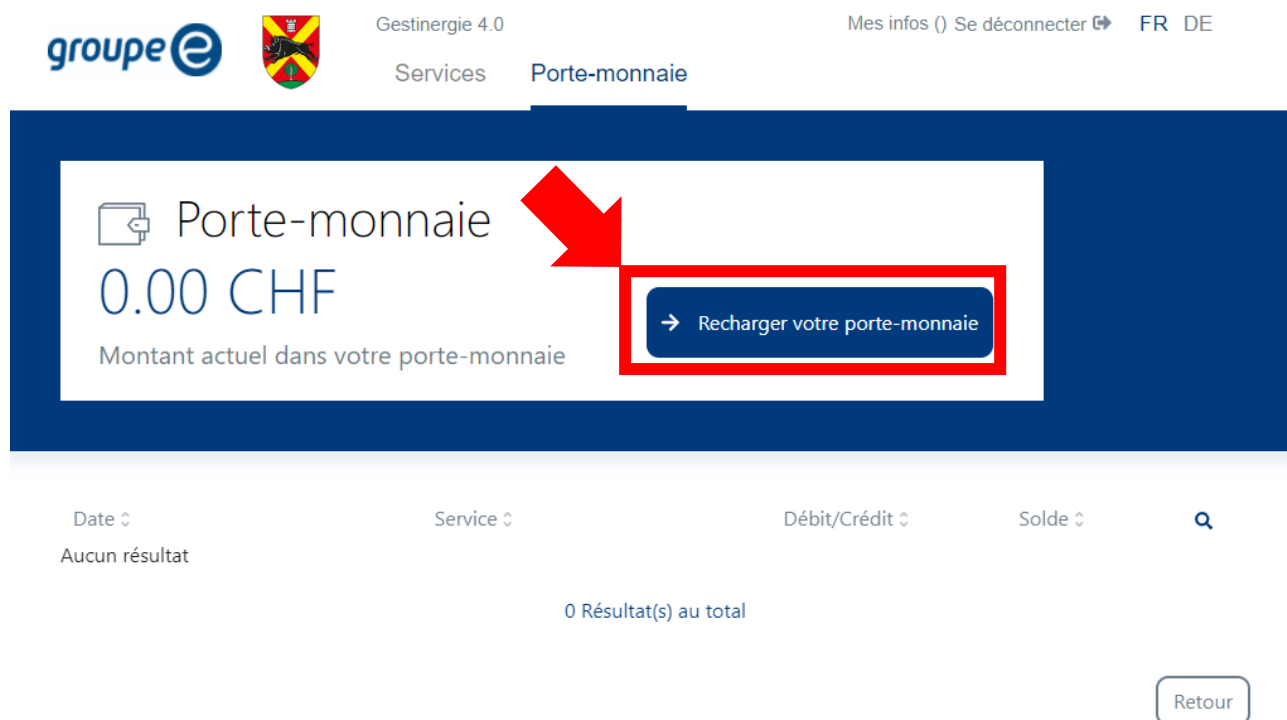 groupe e
Gestinergie 4.0
Mes infos () Se déconnecter
FR DE
Services Porte-monnaie
Porte-monnaie
0.00 CHF
Recharger votre porte-monnaie
Montant actuel dans votre porte-monnaie
Date Service Débit/Crédit Solde
Aucun résultat
0 Résultat(s) au total
Retour